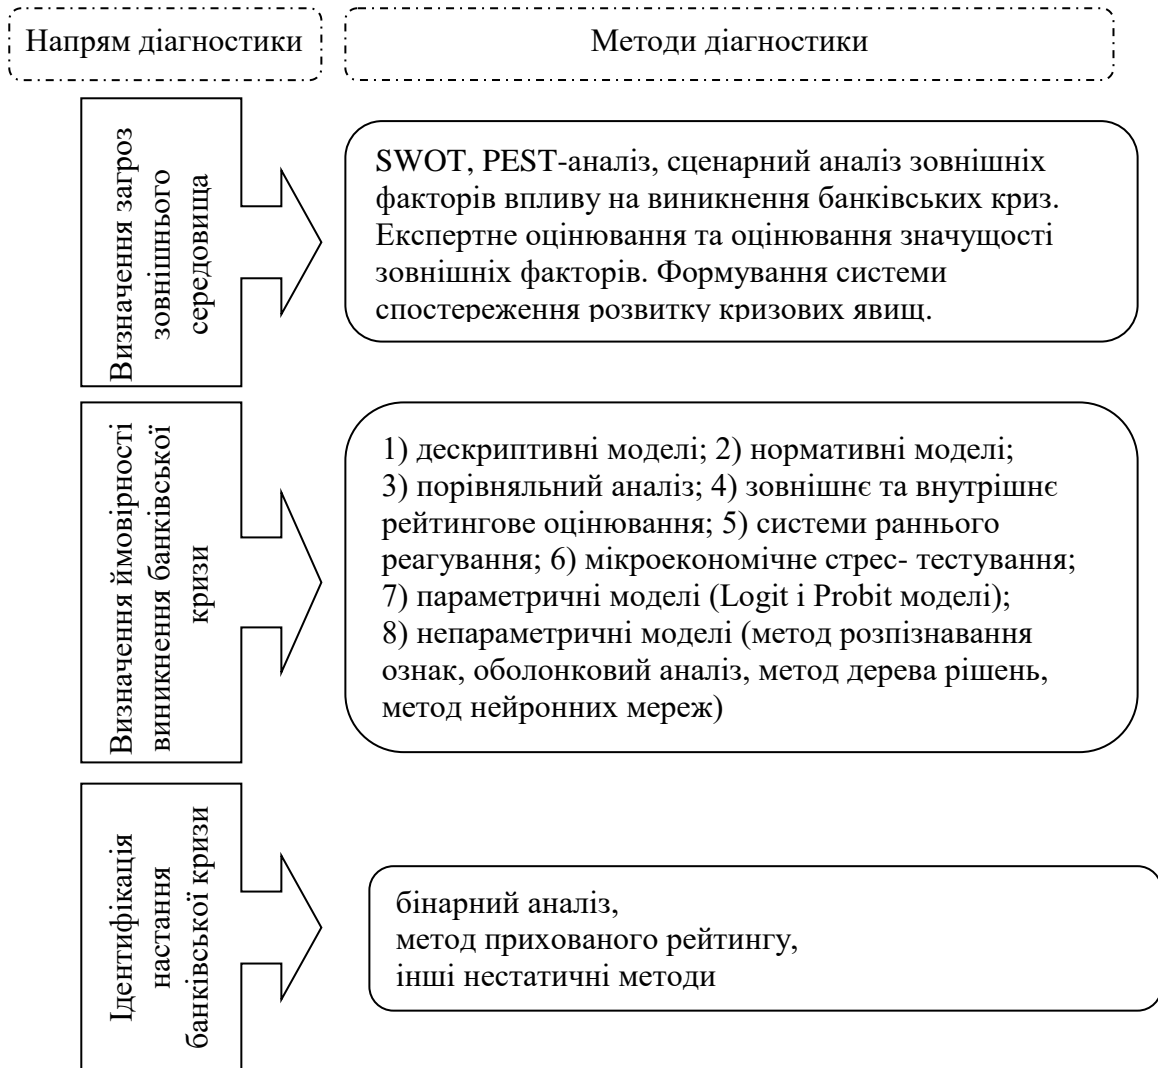 Напрям діагностики
Методи діагностики
Визначення загроз
зовнішнього
середовища
SWOT, PEST-аналіз, сценарний аналіз зовнішніх
факторів впливу на виникнення банківських криз.
Експертне оцінювання та оцінювання значущості
зовнішніх факторів. Формування системи
спостереження розвитку кризових явищ.
Визначення ймовірності
виникнення банківської
кризи
1) дескриптивні моделі; 2) нормативні моделі;
3) порівняльний аналіз; 4) зовнішнє та внутрішнє
рейтингове оцінювання; 5) системи раннього
реагування; 6) мікроекономічне стрес- тестування;
7) параметричні моделі (Logit і Probit моделі);
8) непараметричні моделі (метод розпізнавання
ознак, оболонковий аналіз, метод дерева рішень,
метод нейронних мереж)
Ідентифікація
настання
банківської кризи
бінарний аналіз,
метод прихованого рейтингу,
інші нестатичні методи